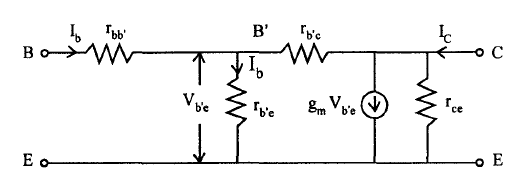 I_b r_bb' B' r_b'c I_C
B C
I_b
V_b'e r_b'e g_m V_b'e r_ce
E E